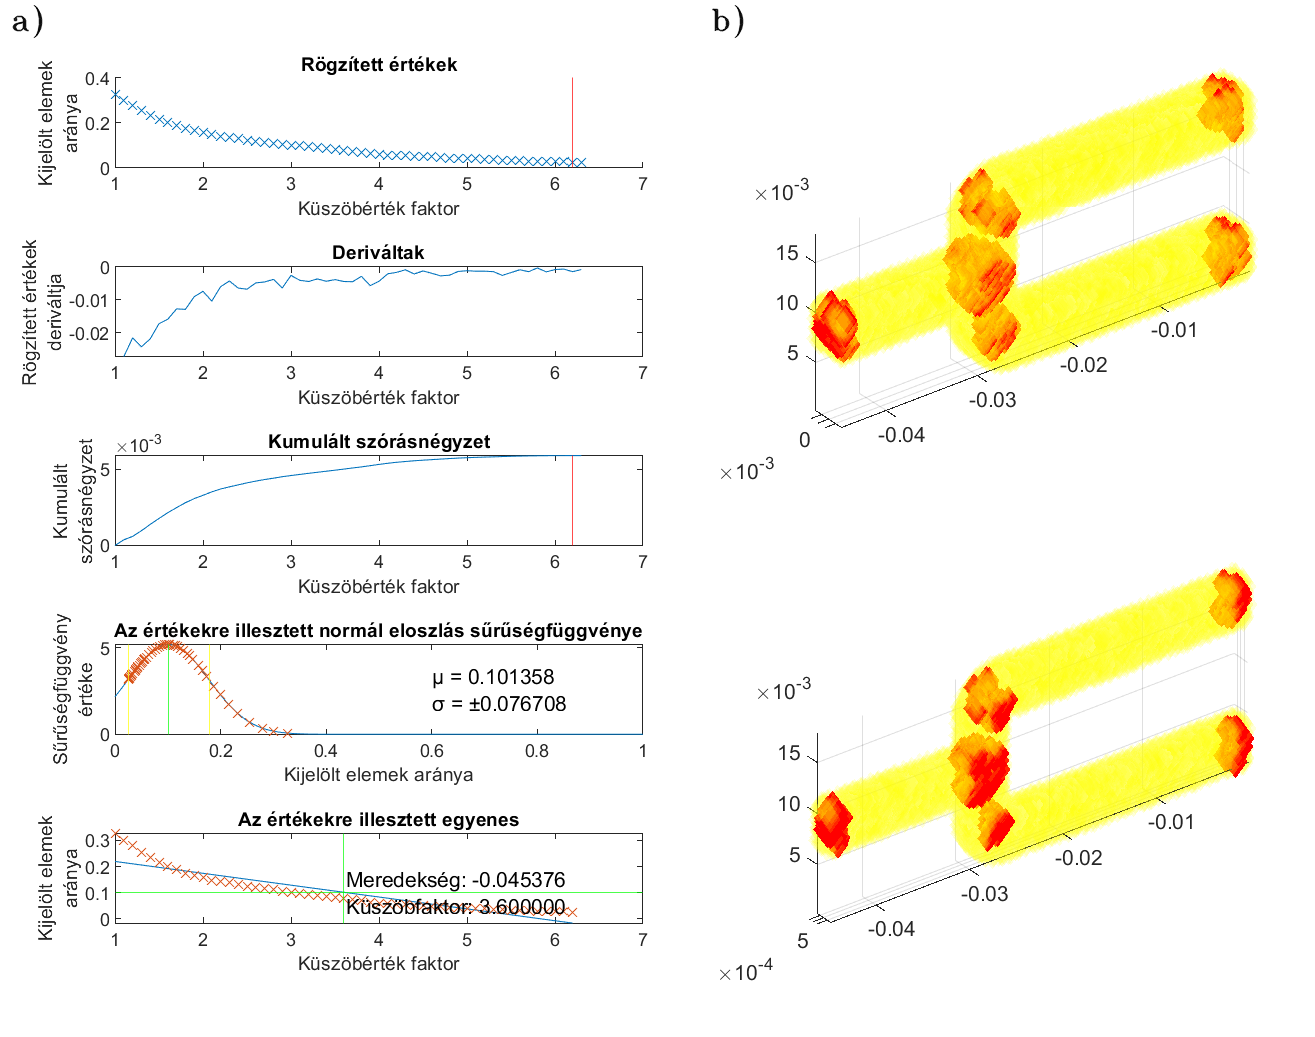 a)
Rögzített értékek
Kijelölt elemek
aránya
0.4
0.2
0
1 2 3 4 5 6 7
Küszöbérték faktor
Deriváltak
Rögzített értékek
deriváltja
0
-0.01
-0.02
1 2 3 4 5 6 7
Küszöbérték faktor
Kumulált szórásnégyzet
×10-3
Kumulált
szórásnégyzet
5
0
1 2 3 4 5 6 7
Küszöbérték faktor
Az értékekre illesztett normál eloszlás sűrűségfüggvénye
Sűrűségfüggvény
értéke
5
0
μ = 0.101358
σ = ±0.076708
0 0.2 0.4 0.6 0.8 1
Kijelölt elemek aránya
Az értékekre illesztett egyenes
Kijelölt elemek
aránya
0.3
0.2
0.1
0
Meredekség: -0.045376
Küszöbfaktor: 3.600000
1 2 3 4 5 6 7
Küszöbérték faktor
b)
×10-3
15
10
5
0
-0.04
-0.03
-0.02
-0.01
×10-3
×10-3
15
10
5
5
-0.04
-0.03
-0.02
-0.01
×10-4